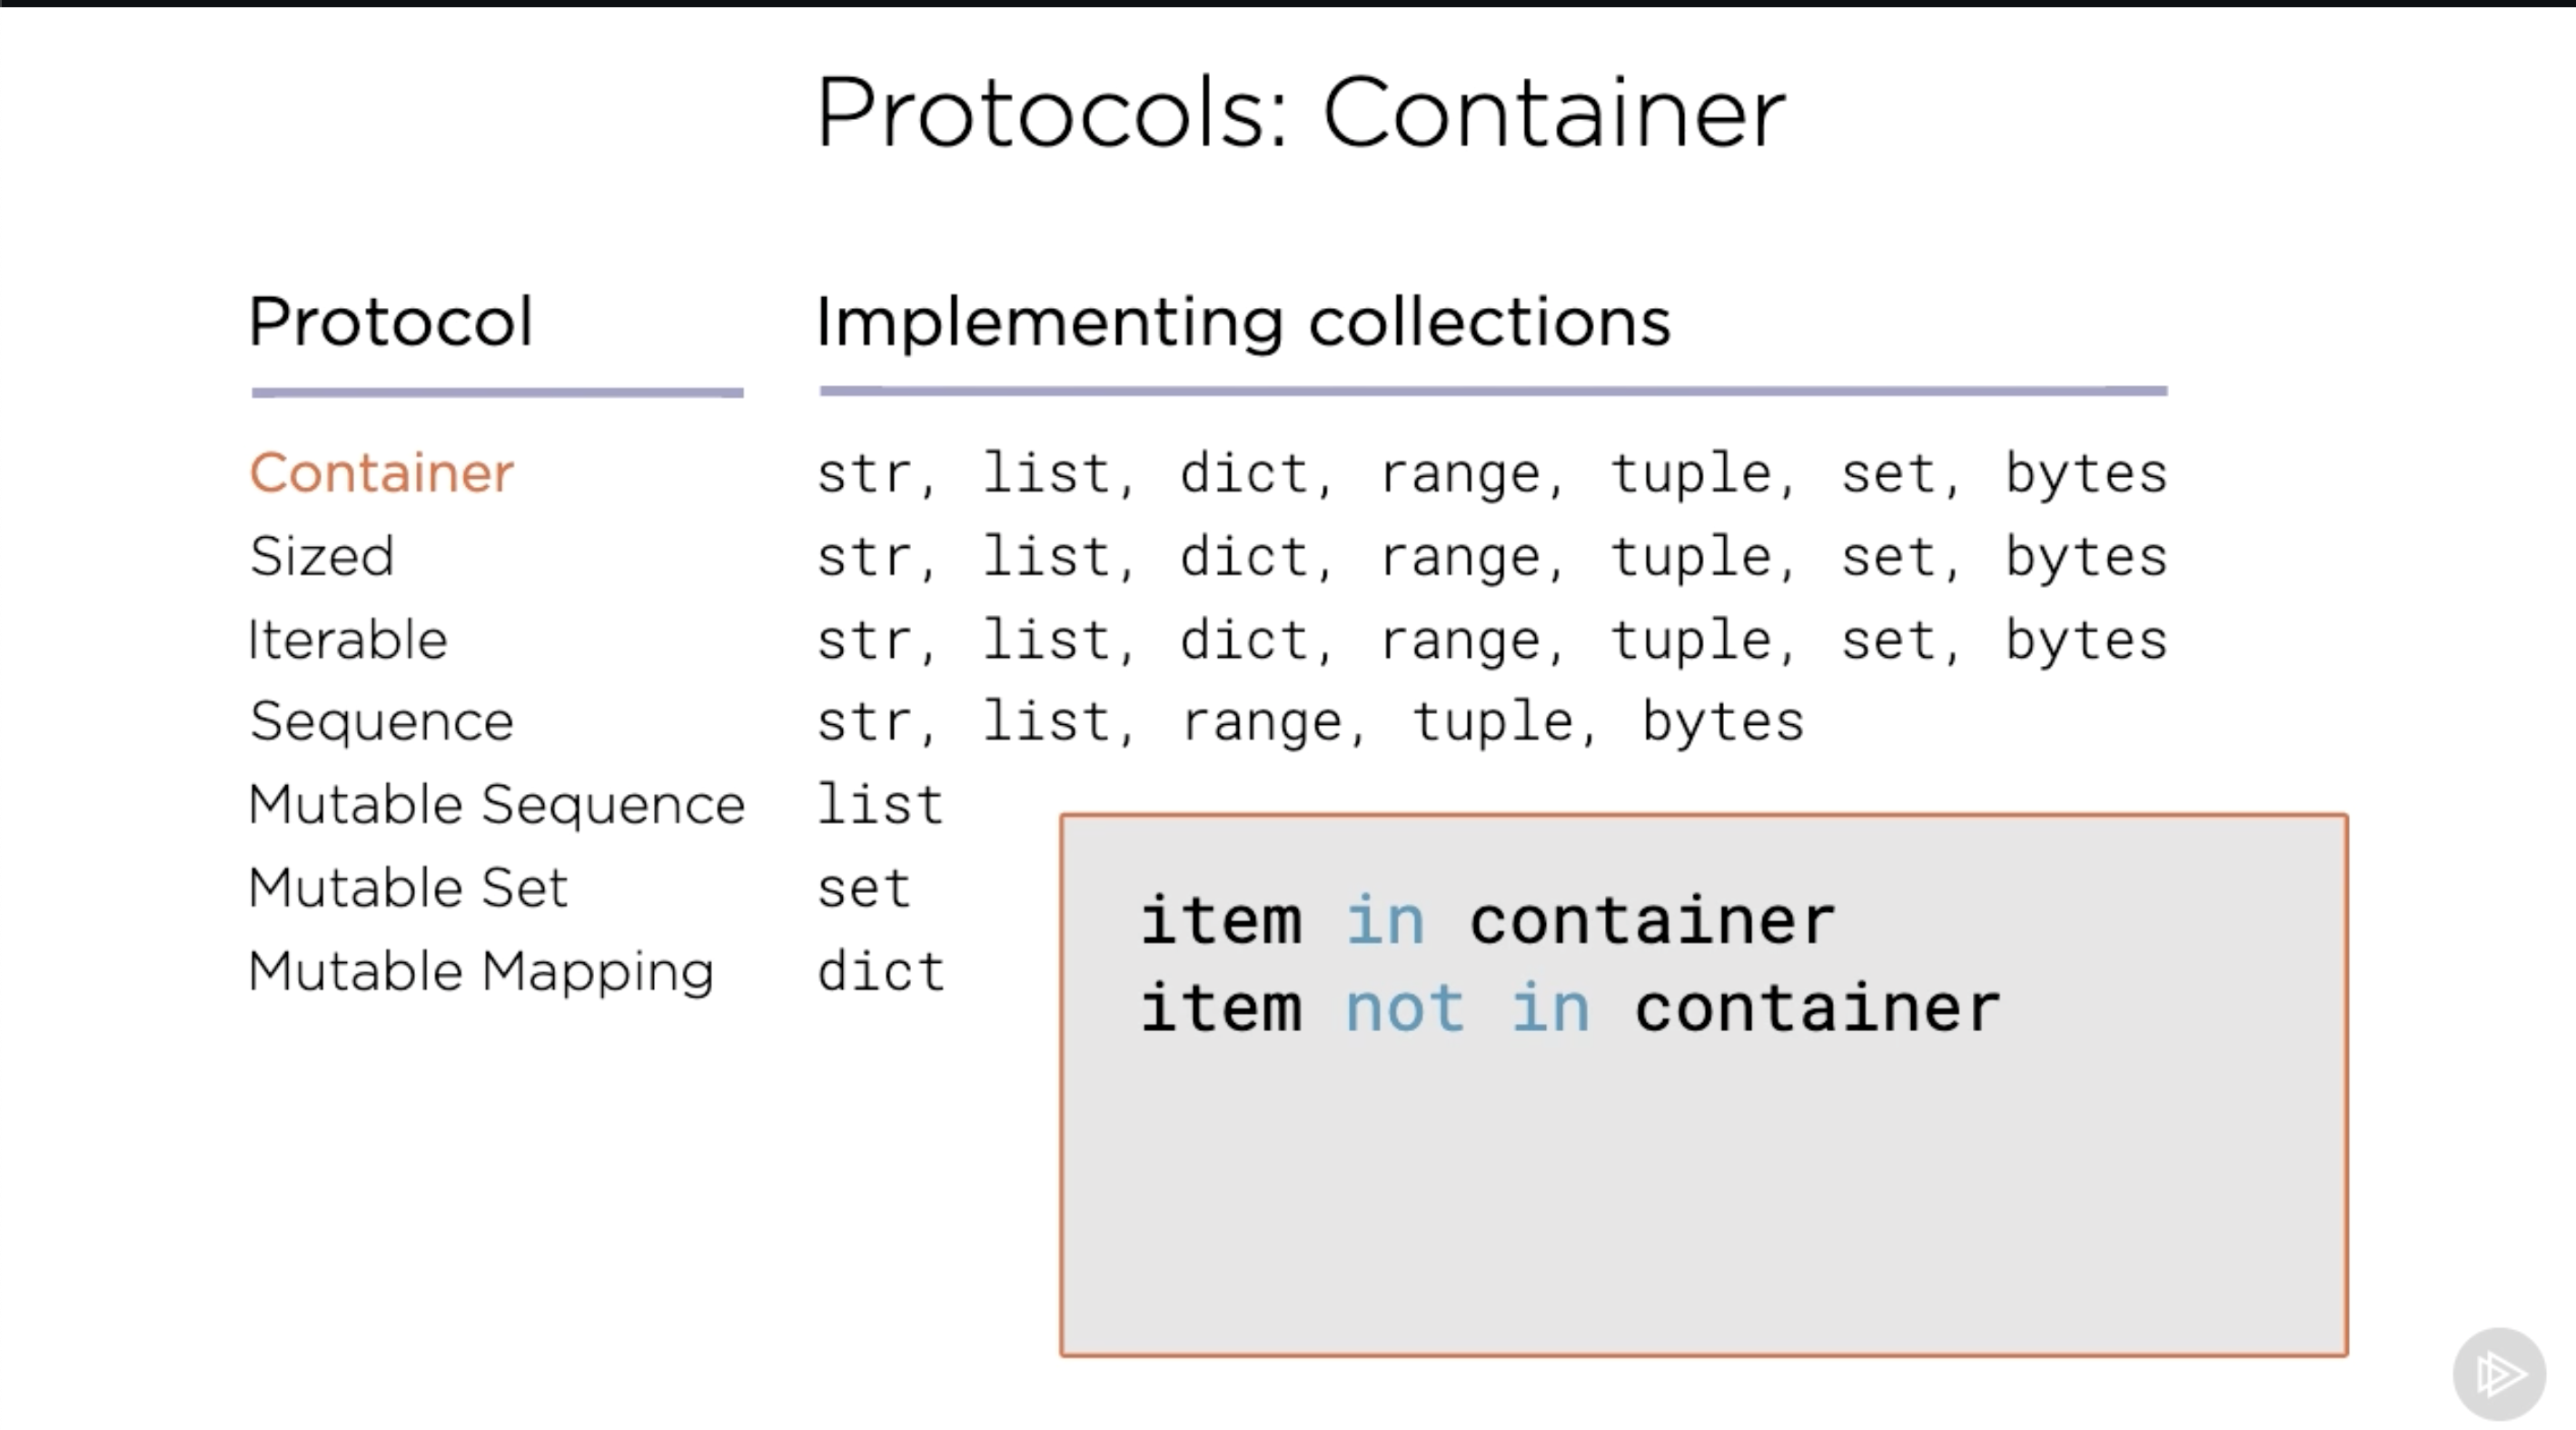 Protocols: Container
Protocol Implementing collections
Container str, list, dict, range, tuple, set, bytes
Sized str, list, dict, range, tuple, set, bytes
Iterable str, list, dict, range, tuple, set, bytes
Sequence str, list, range, tuple, bytes
Mutable Sequence list
Mutable Set set
Mutable Mapping dict
item in container
item not in container